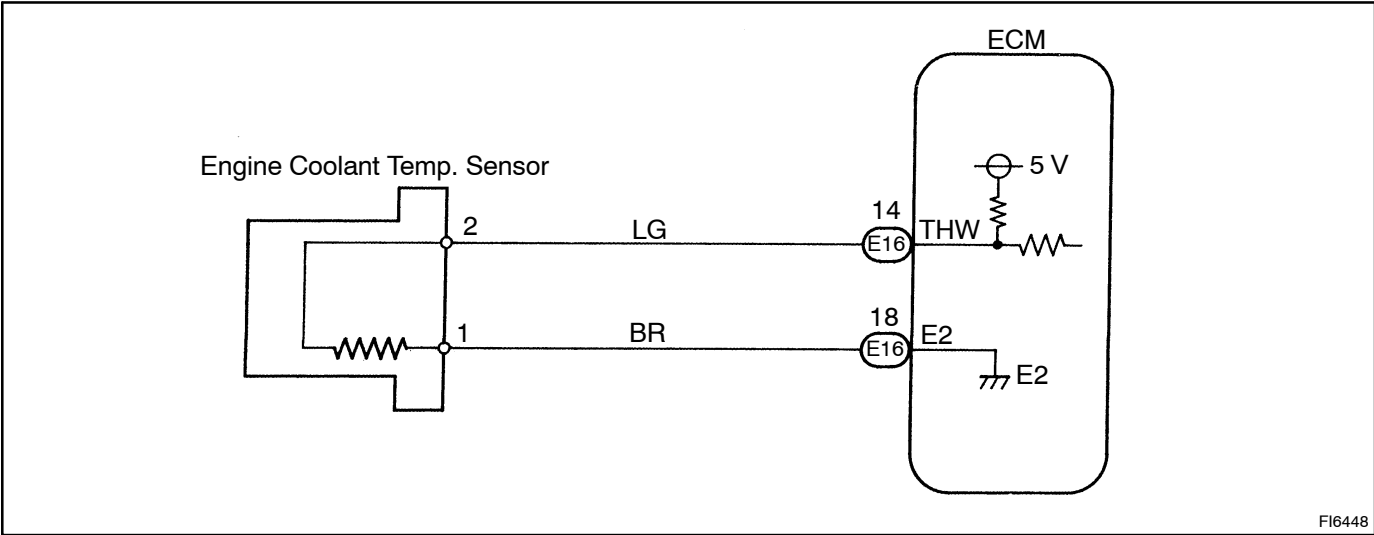 ECM
Engine Coolant Temp. Sensor
5 V
2
LG
14
E16
THW
1
BR
18
E16
E2
E2
FI6448